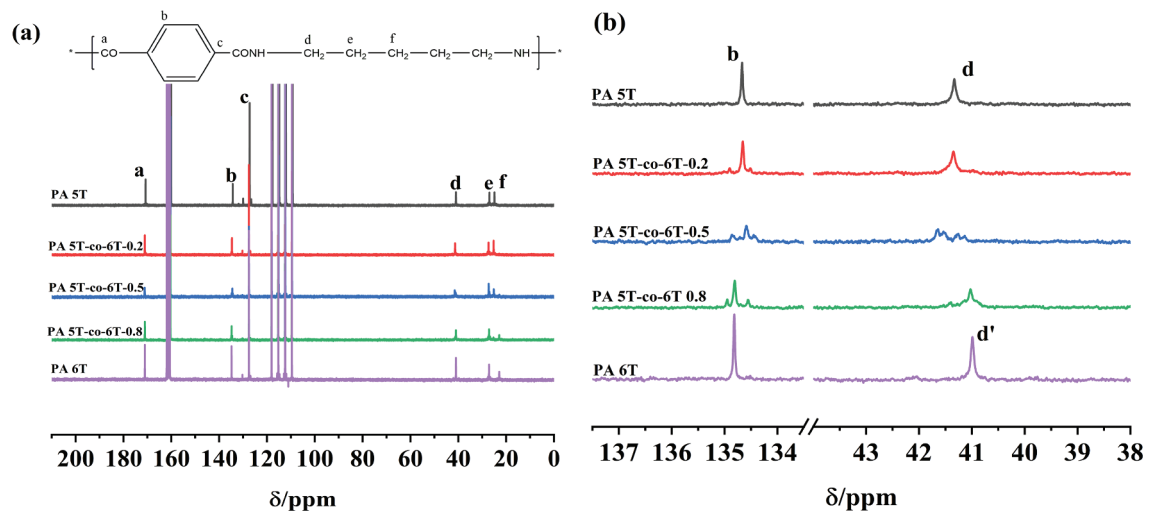 (a)
b
a
c
d
e
f
* CO CONH CH₂ CH₂ CH₂ CH₂ CH₂ NH *
a
b
c
d
e
f
PA 5T
PA 5T-co-6T-0.2
PA 5T-co-6T-0.5
PA 5T-co-6T-0.8
PA 6T
200 180 160 140 120 100 80 60 40 20 0
δ/ppm
(b)
b
d
PA 5T
PA 5T-co-6T-0.2
PA 5T-co-6T-0.5
PA 5T-co-6T 0.8
d'
PA 6T
137 136 135 134 43 42 41 40 39 38
δ/ppm